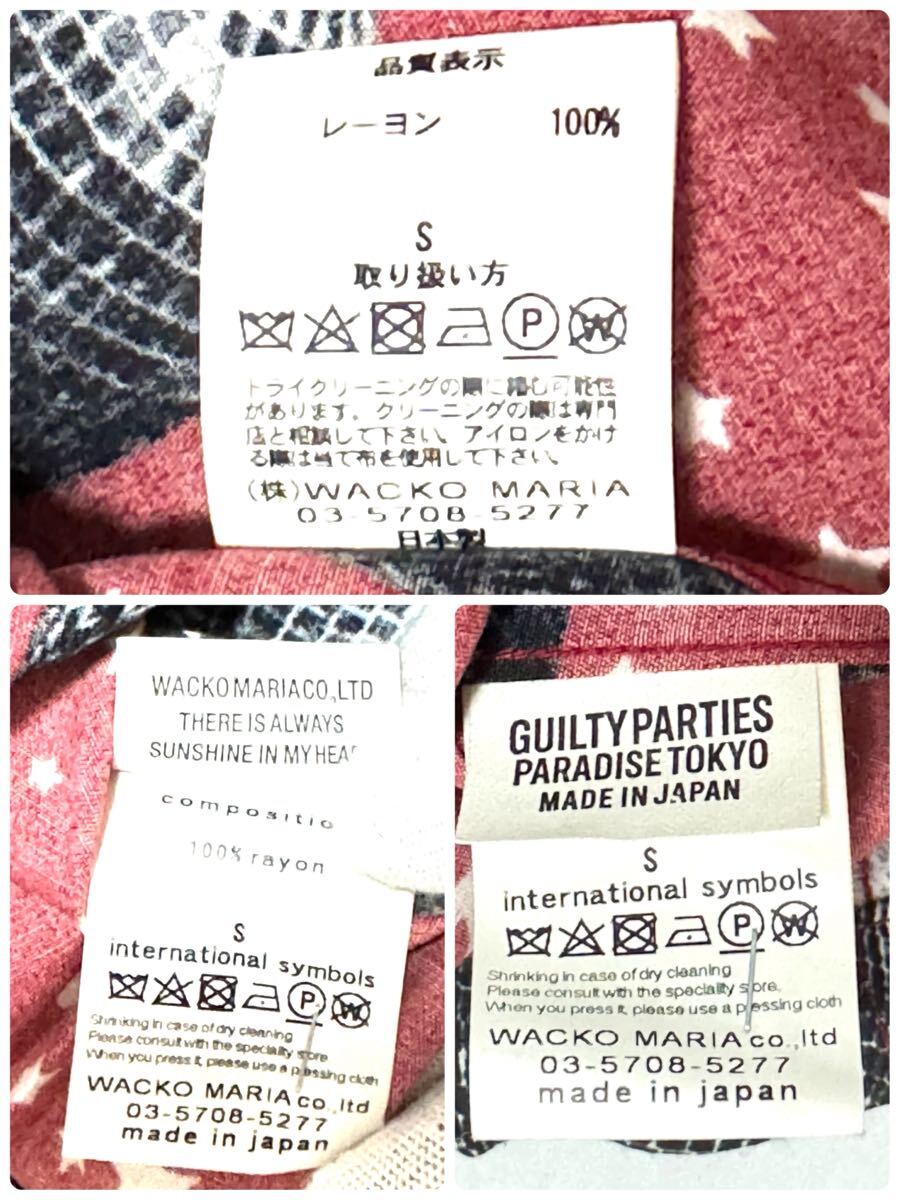 品質表示
レーヨン 100%
S
取り扱い方
P W
ドライクリーニングの際に縮む可能性
があります。クリーニングの際は専門
店と相談して下さい。アイロンをかけ
る際は当て布を使用して下さい。
(株)WACKO MARIA
03-5708-5277
日本製
WACKO MARIA CO.,LTD
THERE IS ALWAYS
SUNSHINE IN MY HEA
compositio
100% rayon
S
international symbols
P W
Shrinking in case of dry cleaning
Please consult with the speciality store.
When you press it, please use a pressing cloth
WACKO MARIA co.,ltd
03-5708-5277
made in japan
GUILTY PARTIES
PARADISE TOKYO
MADE IN JAPAN
S
international symbols
P W
Shrinking in case of dry cleaning
Please consult with the speciality store.
When you press it, please use a pressing cloth
WACKO MARIA co.,ltd
03-5708-5277
made in japan